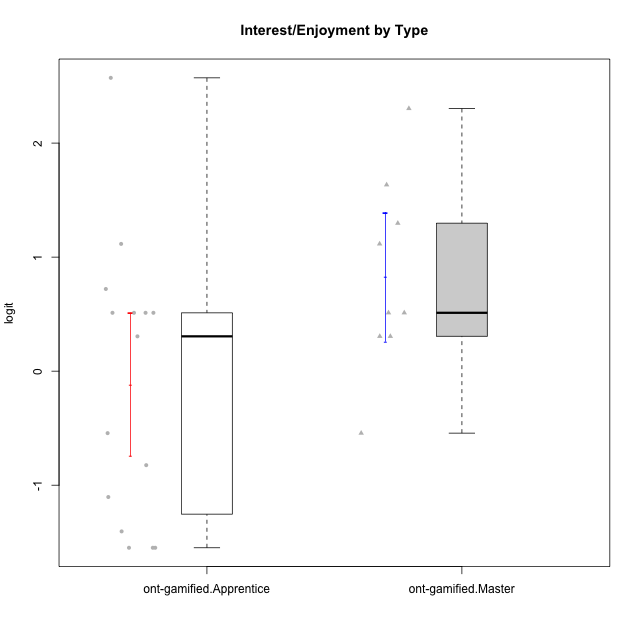 Interest/Enjoyment by Type
logit
2
1
0
-1
ont-gamified.Apprentice
ont-gamified.Master